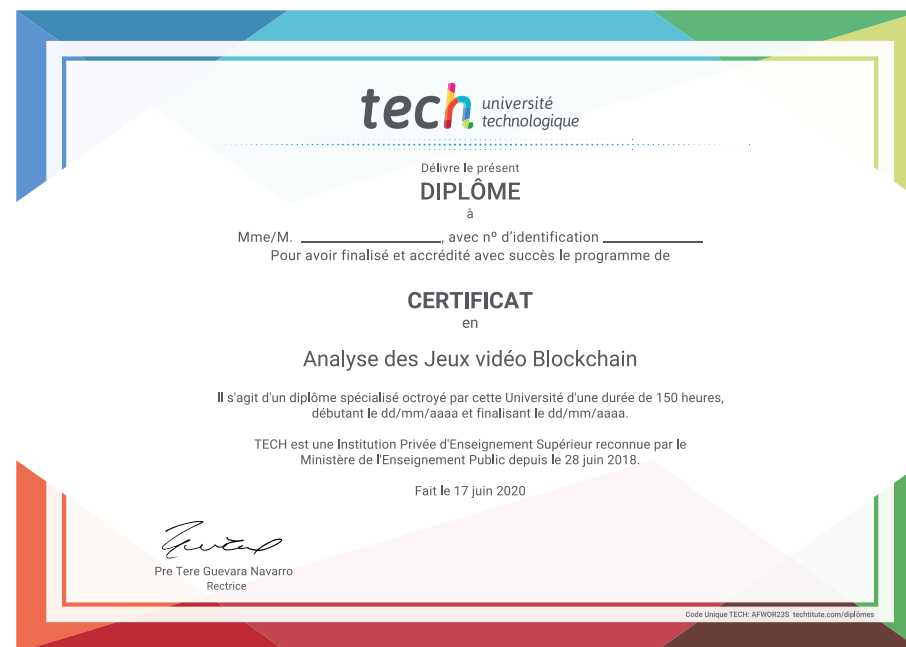 tech université
technologique
Délivre le présent
DIPLÔME
à
Mme/M. ____________________, avec nº d'identification ______________
Pour avoir finalisé et accrédité avec succès le programme de
CERTIFICAT
en
Analyse des Jeux vidéo Blockchain
Il s'agit d'un diplôme spécialisé octroyé par cette Université d'une durée de 150 heures,
débutant le dd/mm/aaaa et finalisant le dd/mm/aaaa.
TECH est une Institution Privée d'Enseignement Supérieur reconnue par le
Ministère de l'Enseignement Public depuis le 28 juin 2018.
Fait le 17 juin 2020
Pre Tere Guevara Navarro
Rectrice
Code Unique TECH: AFWOR23S techtitute.com/diplômes